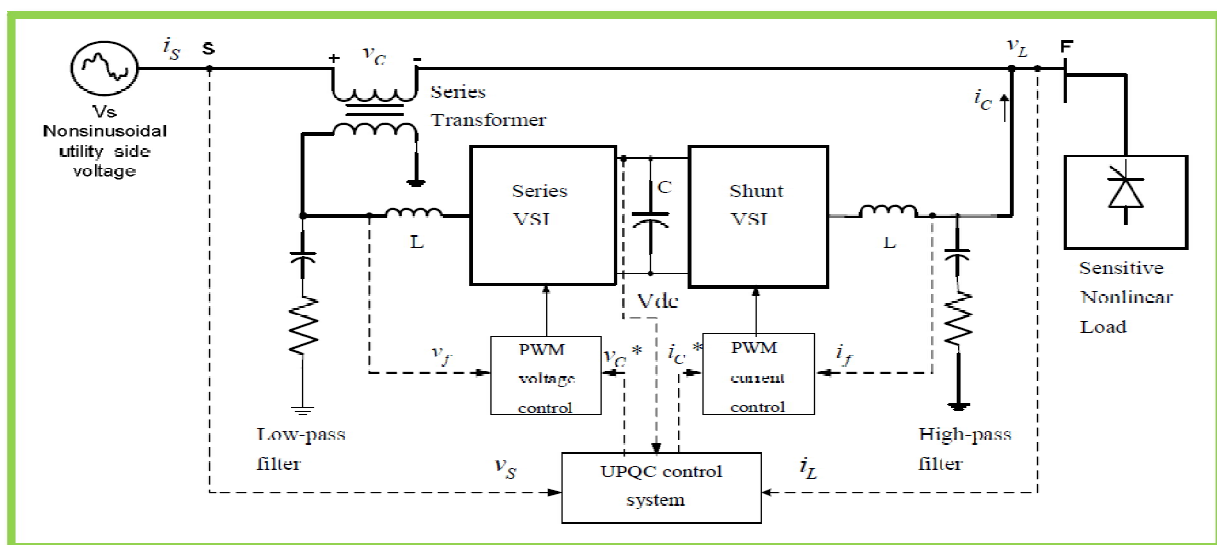 i_S
S
+
v_C
-
v_L
F
Vs
Nonsinusoidal
utility side
voltage
Series
Transformer
i_C
Series
VSI
C
Shunt
VSI
L
L
Vdc
Sensitive
Nonlinear
Load
v_f
PWM
voltage
control
v_C*
i_C*
PWM
current
control
i_f
Low-pass
filter
High-pass
filter
v_S
UPQC control
system
i_L